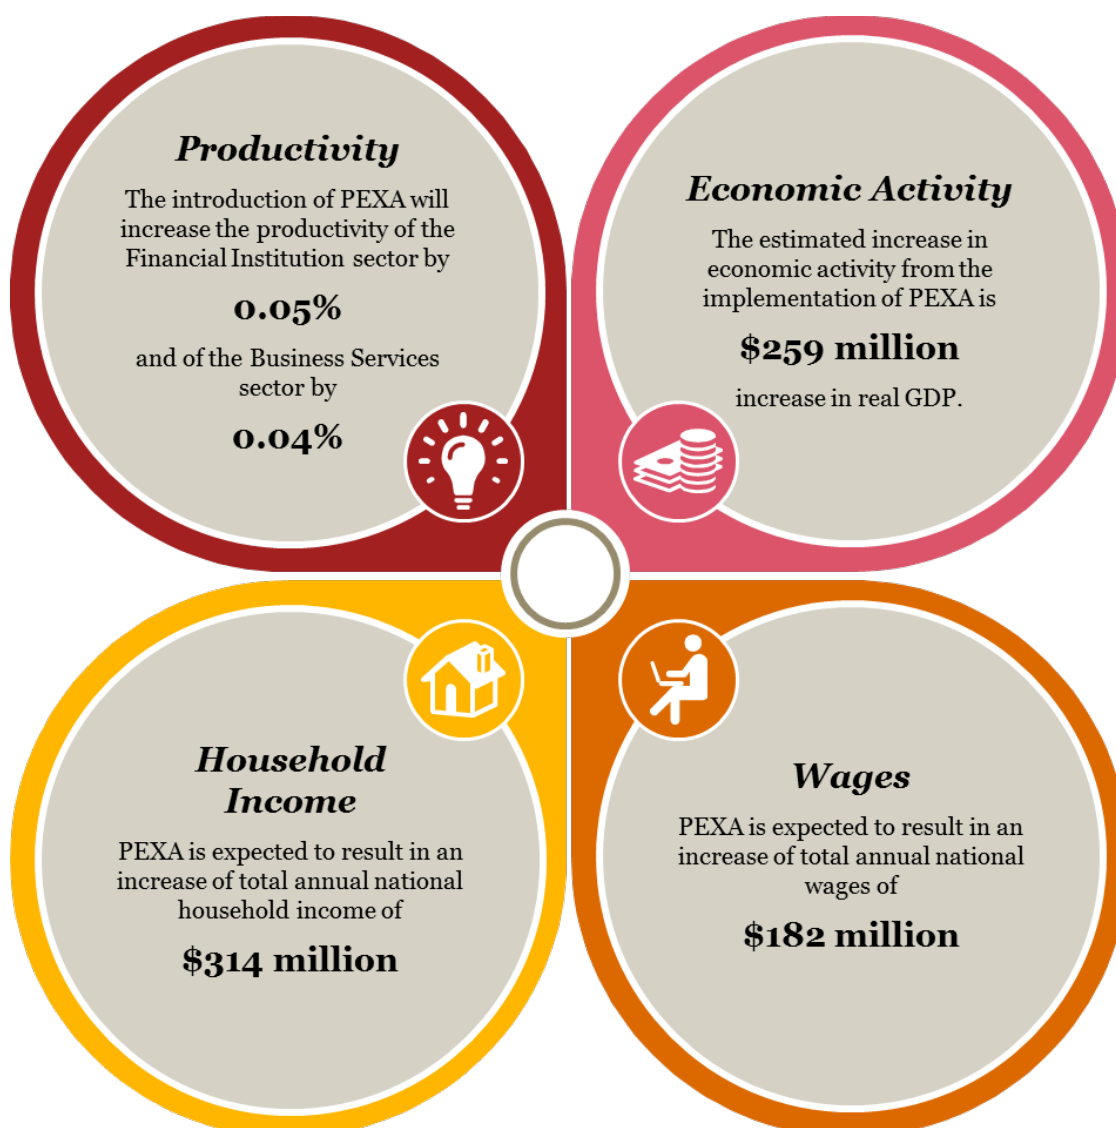 Productivity
The introduction of PEXA will
increase the productivity of the
Financial Institution sector by
0.05%
and of the Business Services
sector by
0.04%
Economic Activity
The estimated increase in
economic activity from the
implementation of PEXA is
$259 million
increase in real GDP.
Household
Income
PEXA is expected to result in an
increase of total annual national
household income of
$314 million
Wages
PEXA is expected to result in an
increase of total annual national
wages of
$182 million